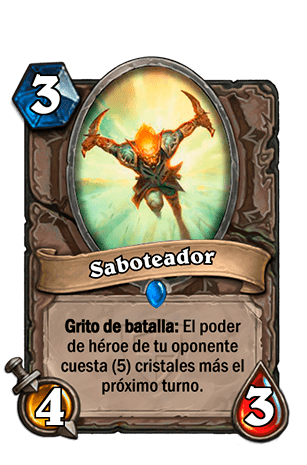 3
Saboteador
Grito de batalla: El poder
de héroe de tu oponente
cuesta (5) cristales más el
próximo turno.
4
3